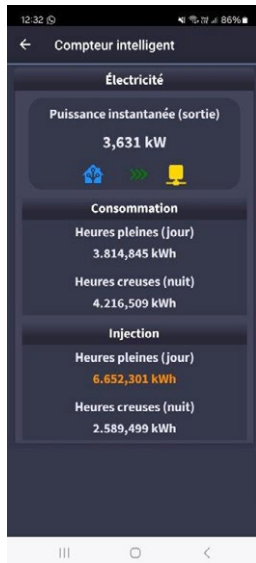 12:32 86%
Compteur intelligent
Électricité
Puissance instantanée (sortie)
3,631 kW
Consommation
Heures pleines (jour)
3.814,845 kWh
Heures creuses (nuit)
4.216,509 kWh
Injection
Heures pleines (jour)
6.652,301 kWh
Heures creuses (nuit)
2.589,499 kWh